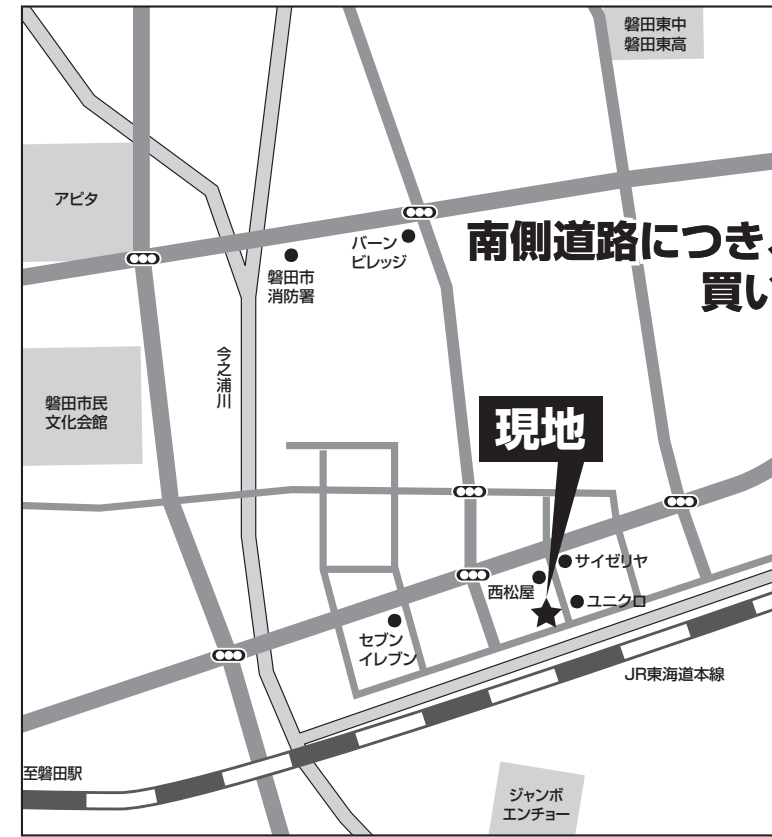 磐田東中
磐田東高
アピタ
南側道路につき、
買い
バーン
ビレッジ
磐田市
消防署
今之浦川
磐田市民
文化会館
現地
サイゼリヤ
西松屋
ユニクロ
セブン
イレブン
JR東海道本線
至磐田駅
ジャンボ
エンチョー